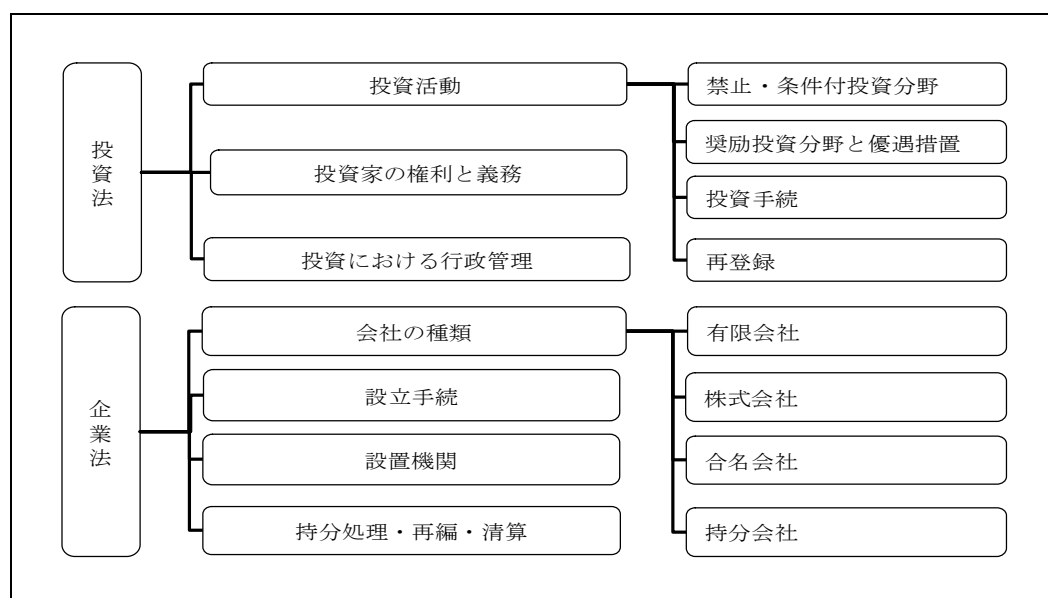 投資法
投資活動
投資家の権利と義務
投資における行政管理
禁止・条件付投資分野
奨励投資分野と優遇措置
投資手続
再登録
企業法
会社の種類
設立手続
設置機関
持分処理・再編・清算
有限会社
株式会社
合名会社
持分会社